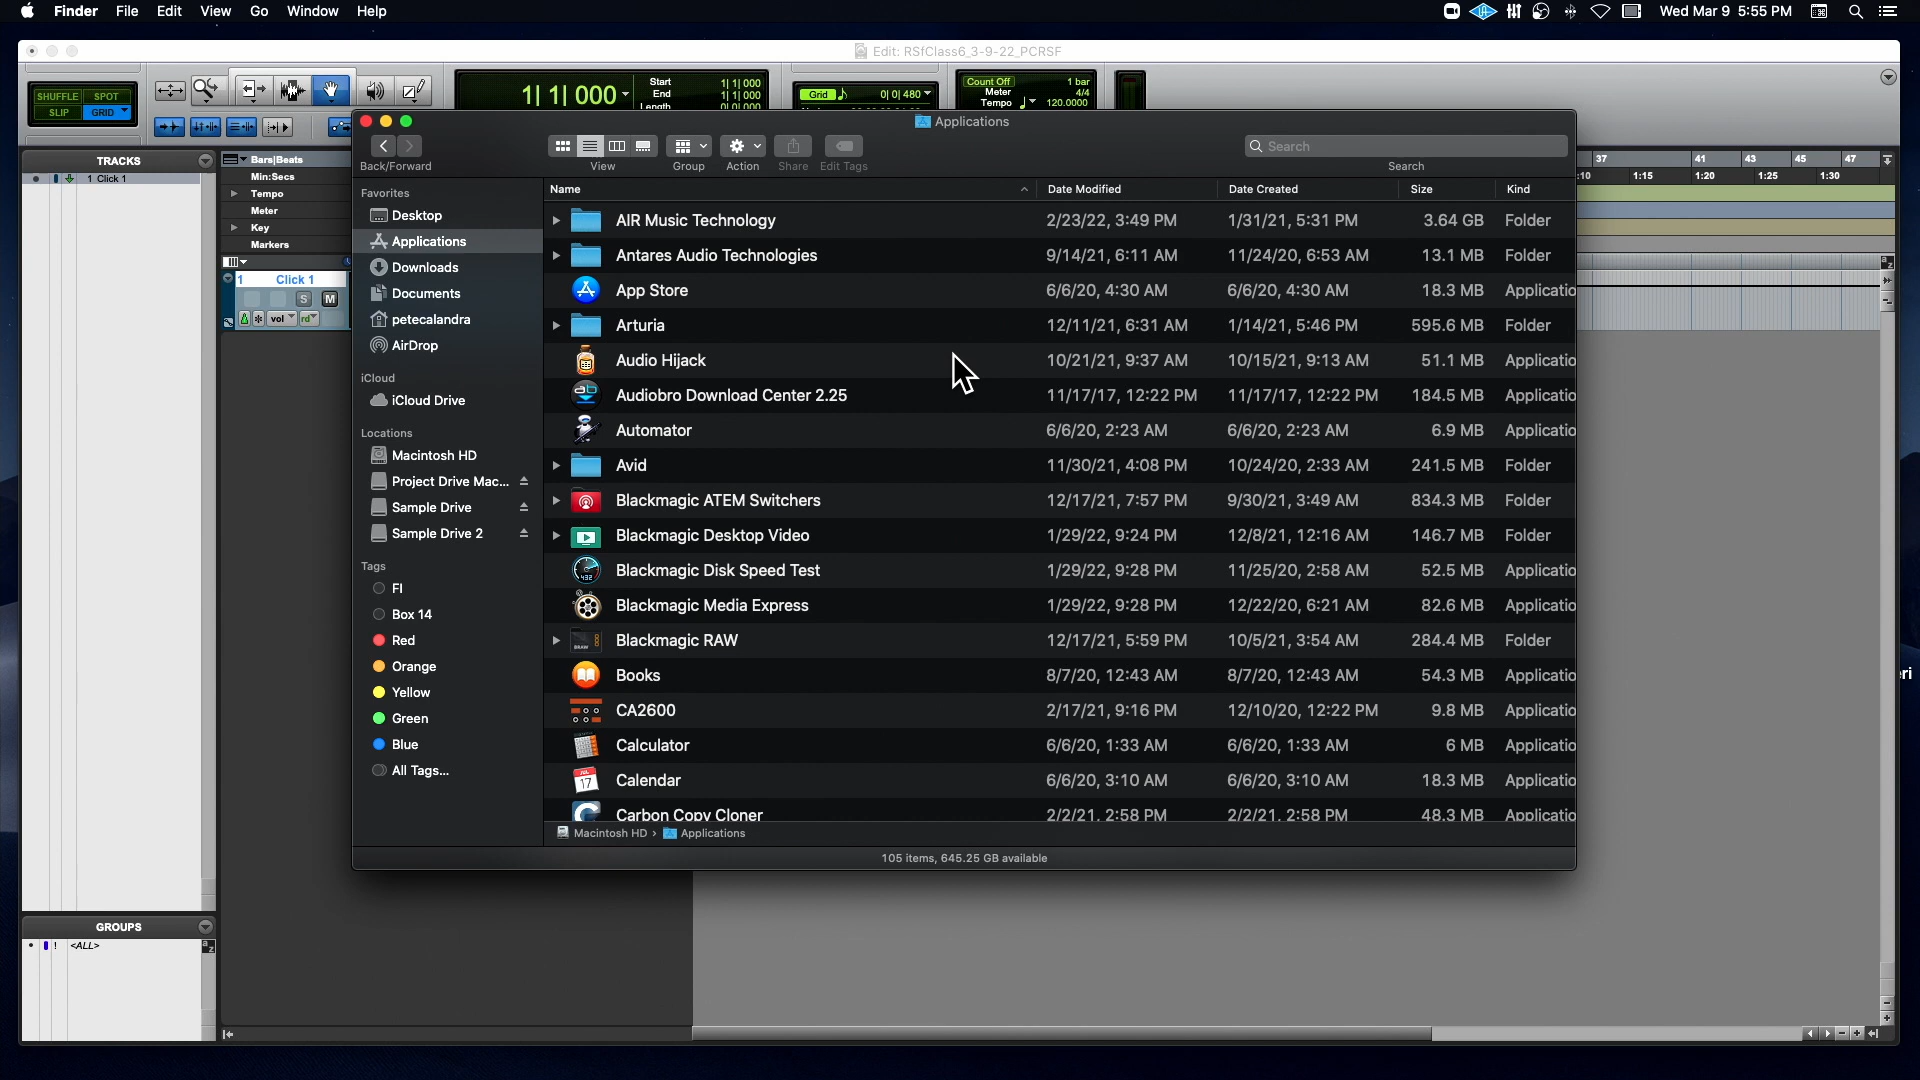 Finder File Edit View Go Window Help
Wed Mar 9 5:55 PM
Edit: RSfClass6_3-9-22_PCRSF
SHUFFLE SPOT
SLIP GRID
1| 1| 000
Start 1| 1| 000
End 1| 1| 000
Length 0| 0| 000
Grid 0| 0| 480
Count Off 1 bar
Meter 4/4
Tempo 120.0000
TRACKS
1 Click 1
Bars|Beats
Min:Secs
Tempo
Meter
Key
Markers
1 Click 1
S M
vol rd
37 41 43 45 47
:10 1:15 1:20 1:25 1:30
GROUPS
<ALL>
Applications
Back/Forward View Group Action Share Edit Tags
Search
Search
Favorites
Desktop
Applications
Downloads
Documents
petecalandra
AirDrop
iCloud
iCloud Drive
Locations
Macintosh HD
Project Drive Mac...
Sample Drive
Sample Drive 2
Tags
FI
Box 14
Red
Orange
Yellow
Green
Blue
All Tags...
Name Date Modified Date Created Size Kind
AIR Music Technology 2/23/22, 3:49 PM 1/31/21, 5:31 PM 3.64 GB Folder
Antares Audio Technologies 9/14/21, 6:11 AM 11/24/20, 6:53 AM 13.1 MB Folder
App Store 6/6/20, 4:30 AM 6/6/20, 4:30 AM 18.3 MB Applicatio
Arturia 12/11/21, 6:31 AM 1/14/21, 5:46 PM 595.6 MB Folder
Audio Hijack 10/21/21, 9:37 AM 10/15/21, 9:13 AM 51.1 MB Applicatio
Audiobro Download Center 2.25 11/17/17, 12:22 PM 11/17/17, 12:22 PM 184.5 MB Applicatio
Automator 6/6/20, 2:23 AM 6/6/20, 2:23 AM 6.9 MB Applicatio
Avid 11/30/21, 4:08 PM 10/24/20, 2:33 AM 241.5 MB Folder
Blackmagic ATEM Switchers 12/17/21, 7:57 PM 9/30/21, 3:49 AM 834.3 MB Folder
Blackmagic Desktop Video 1/29/22, 9:24 PM 12/8/21, 12:16 AM 146.7 MB Folder
Blackmagic Disk Speed Test 1/29/22, 9:28 PM 11/25/20, 2:58 AM 52.5 MB Applicatio
Blackmagic Media Express 1/29/22, 9:28 PM 12/22/20, 6:21 AM 82.6 MB Applicatio
Blackmagic RAW 12/17/21, 5:59 PM 10/5/21, 3:54 AM 284.4 MB Folder
Books 8/7/20, 12:43 AM 8/7/20, 12:43 AM 54.3 MB Applicatio
CA2600 2/17/21, 9:16 PM 12/10/20, 12:22 PM 9.8 MB Applicatio
Calculator 6/6/20, 1:33 AM 6/6/20, 1:33 AM 6 MB Applicatio
Calendar 6/6/20, 3:10 AM 6/6/20, 3:10 AM 18.3 MB Applicatio
Carbon Copy Cloner 2/2/21, 2:58 PM 2/2/21, 2:58 PM 48.3 MB Applicatio
Macintosh HD › Applications
105 items, 645.25 GB available
ri